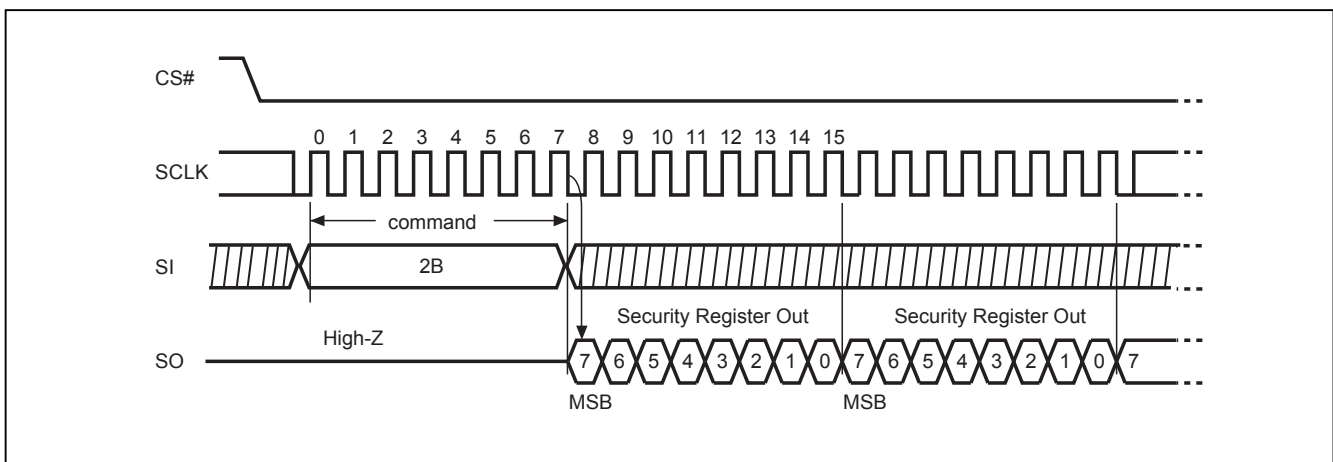 CS#
0 1 2 3 4 5 6 7 8 9 10 11 12 13 14 15
SCLK
command
SI
2B
Security Register Out Security Register Out
High-Z
SO
7 6 5 4 3 2 1 0 7 6 5 4 3 2 1 0 7
MSB MSB